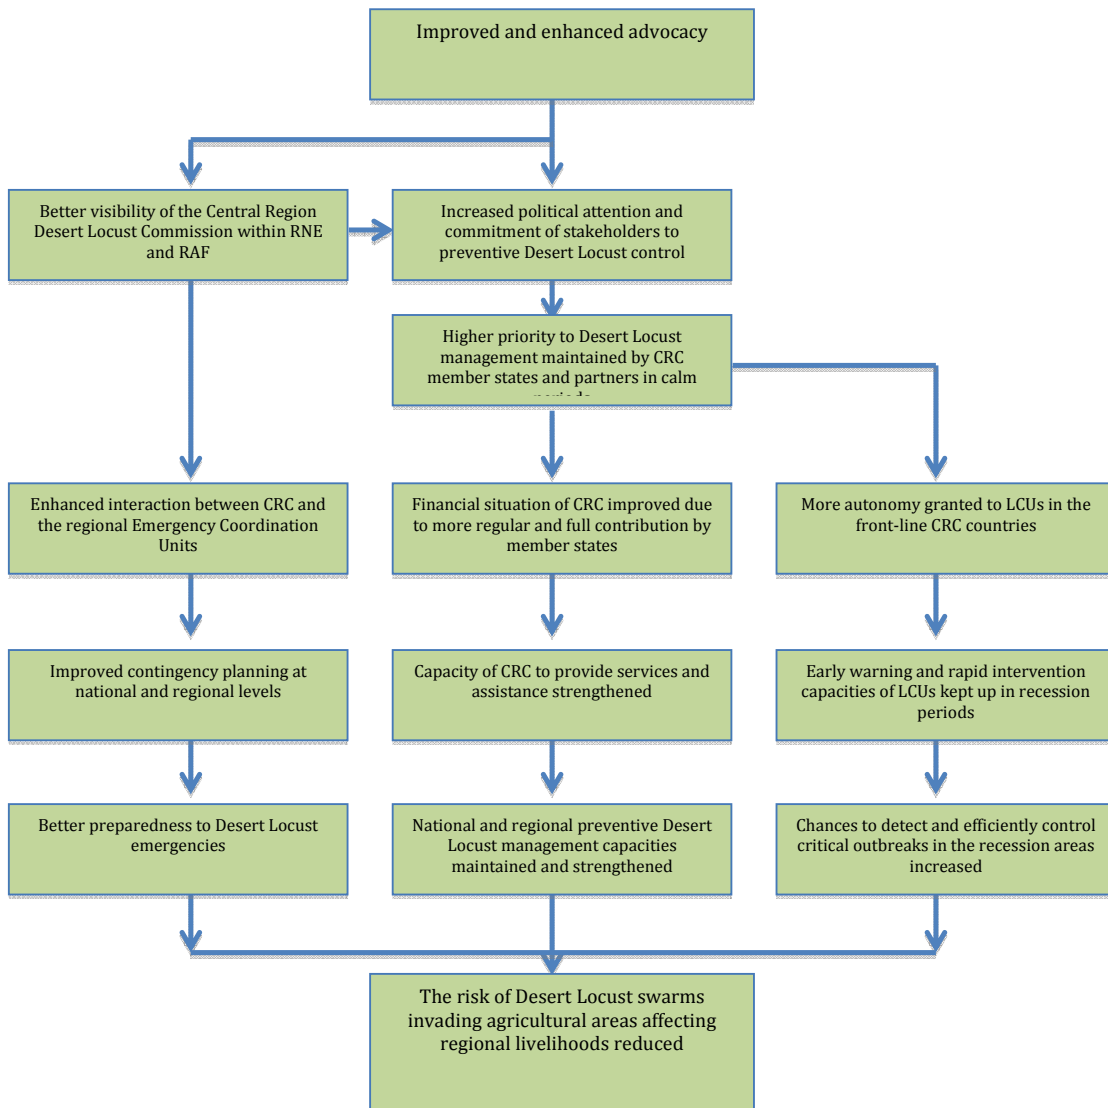 Improved and enhanced advocacy
Better visibility of the Central Region
Desert Locust Commission within RNE
and RAF
Increased political attention and
commitment of stakeholders to
preventive Desert Locust control
Higher priority to Desert Locust
management maintained by CRC
member states and partners in calm
Enhanced interaction between CRC and
the regional Emergency Coordination
Units
Financial situation of CRC improved due
to more regular and full contribution by
member states
More autonomy granted to LCUs in the
front-line CRC countries
Improved contingency planning at
national and regional levels
Capacity of CRC to provide services and
assistance strengthened
Early warning and rapid intervention
capacities of LCUs kept up in recession
periods
Better preparedness to Desert Locust
emergencies
National and regional preventive Desert
Locust management capacities
maintained and strengthened
Chances to detect and efficiently control
critical outbreaks in the recession areas
increased
The risk of Desert Locust swarms
invading agricultural areas affecting
regional livelihoods reduced